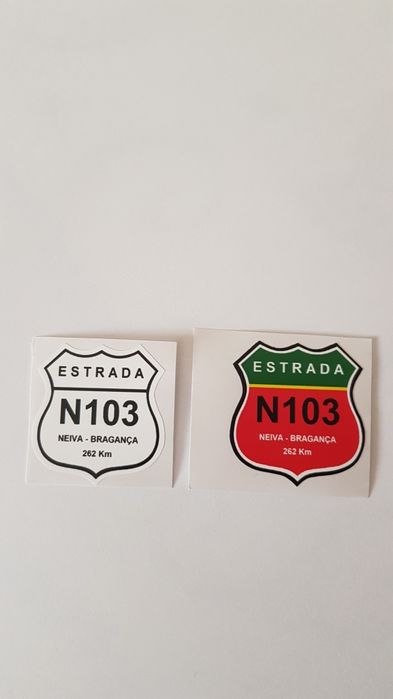 ESTRADA
N103
NEIVA - BRAGANÇA
262 Km
ESTRADA
N103
NEIVA - BRAGANÇA
262 Km